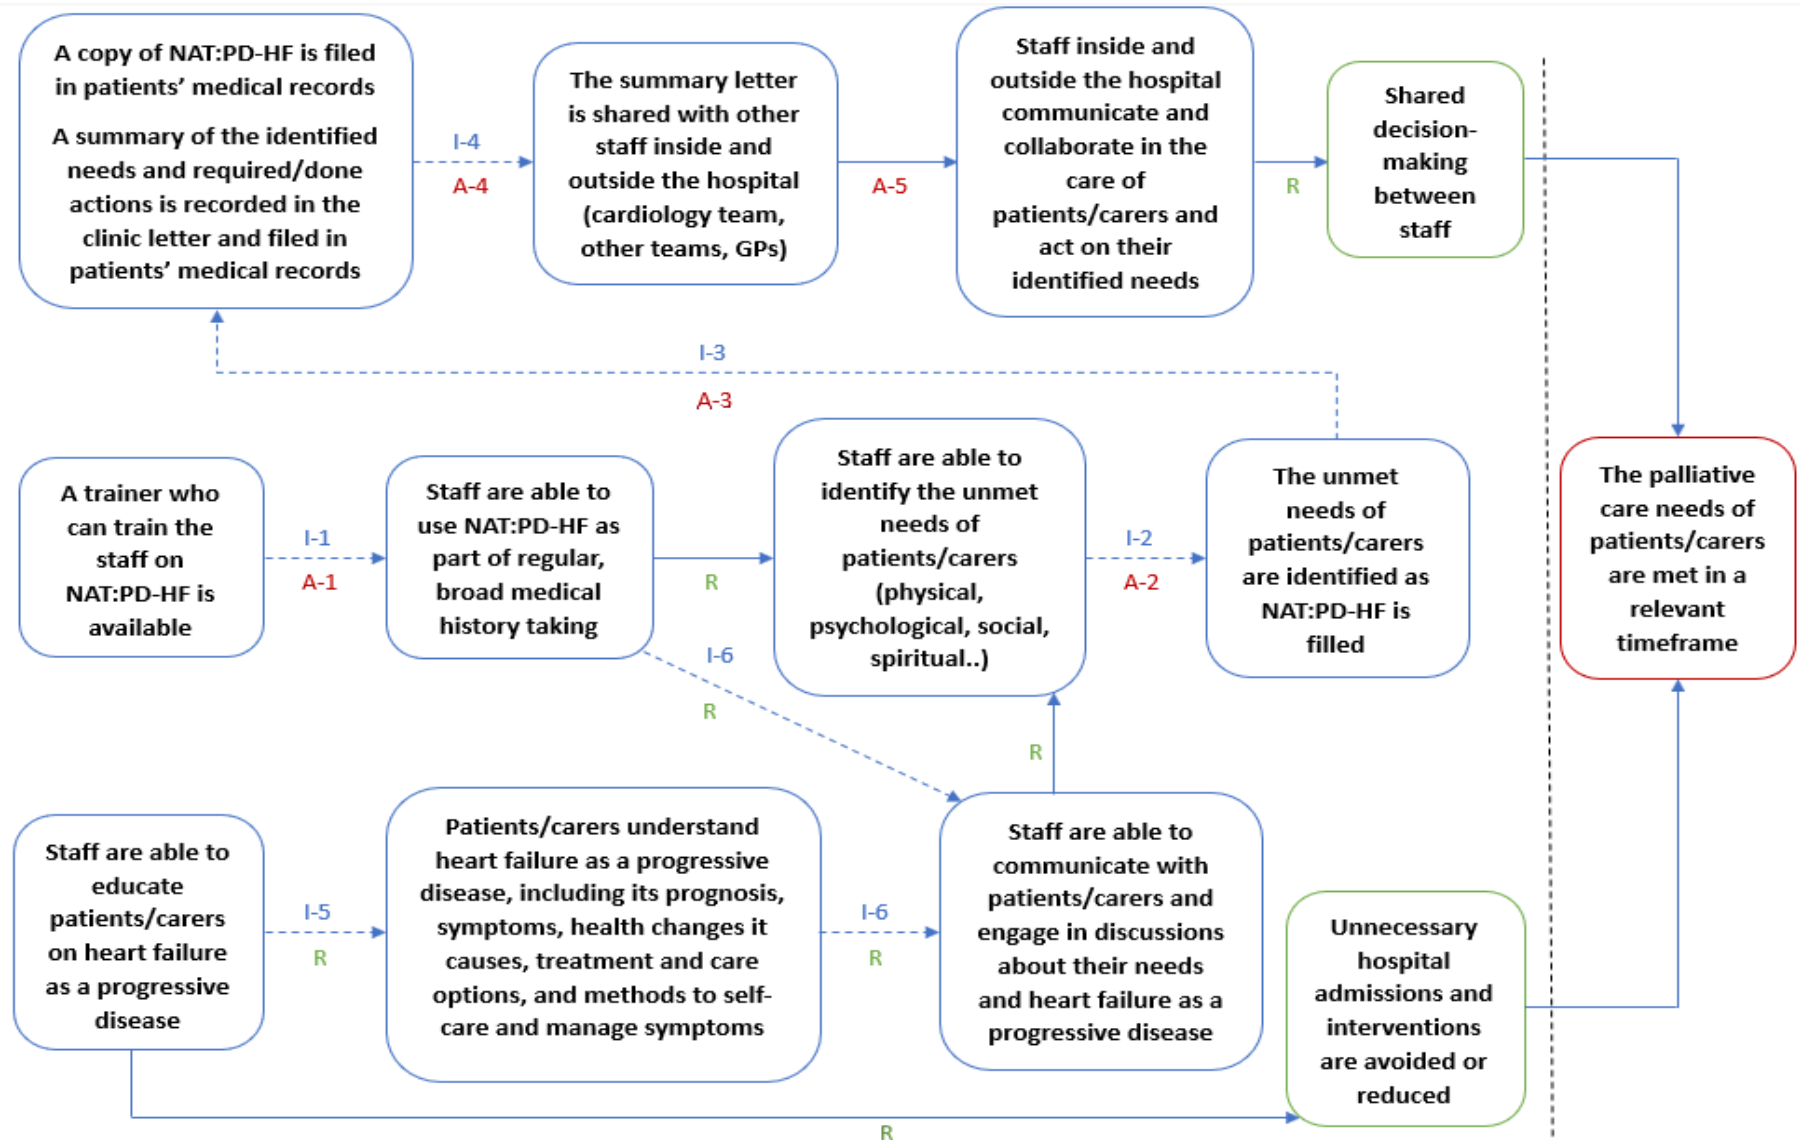 A copy of NAT:PD-HF is filed
in patients’ medical records
A summary of the identified
needs and required/done
actions is recorded in the
clinic letter and filed in
patients’ medical records
I-4
A-4
The summary letter
is shared with other
staff inside and
outside the hospital
(cardiology team,
other teams, GPs)
A-5
Staff inside and
outside the hospital
communicate and
collaborate in the
care of
patients/carers and
act on their
identified needs
R
Shared
decision-
making
between
staff
I-3
A-3
A trainer who
can train the
staff on
NAT:PD-HF is
available
I-1
A-1
Staff are able to
use NAT:PD-HF as
part of regular,
broad medical
history taking
R
Staff are able to
identify the unmet
needs of
patients/carers
(physical,
psychological, social,
spiritual..)
I-2
A-2
The unmet
needs of
patients/carers
are identified as
NAT:PD-HF is
filled
The palliative
care needs of
patients/carers
are met in a
relevant
timeframe
I-6
R
R
Staff are able to
educate
patients/carers
on heart failure
as a progressive
disease
I-5
R
Patients/carers understand
heart failure as a progressive
disease, including its prognosis,
symptoms, health changes it
causes, treatment and care
options, and methods to self-
care and manage symptoms
I-6
R
Staff are able to
communicate with
patients/carers and
engage in discussions
about their needs
and heart failure as a
progressive disease
Unnecessary
hospital
admissions and
interventions
are avoided or
reduced
R